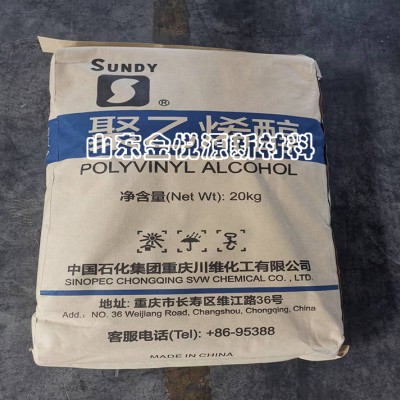 SUNDY
®
聚乙烯醇
山东金悦源新材料
POLYVINYL ALCOHOL
净含量(Net Wt): 20kg
中国石化集团重庆川维化工有限公司
SINOPEC CHONGQING SVW CHEMICAL CO., LTD.
地址: 重庆市长寿区维江路36号
Add: NO. 36 Weijiang Road, Changshou, Chongqing, China
客服电话(Tel): +86-95388
MADE IN CHINA